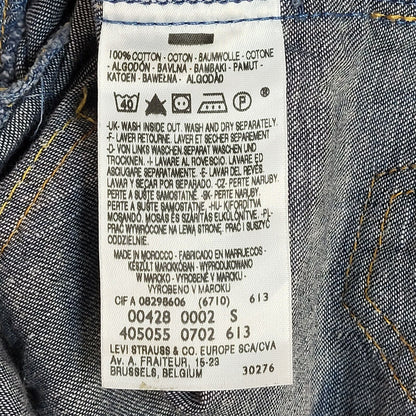 100% COTTON - COTON - BAUMWOLLE - COTONE
- ALGODÓN - BAVLNA - BAMBAKI - PAMUT -
KATOEN - BAWEŁNA - ALGODÃO
40 P
-UK- WASH INSIDE OUT. WASH AND DRY SEPARATELY.
-F- LAVER RETOURNE. LAVER ET SECHER SEPAREMENT
-D- VON LINKS WASCHEN.SEPARAT WASCHEN UND
TROCKNEN. -I- LAVARE AL ROVESCIO. LAVARE ED
SCIUGARE SEPARATAMENTE. -E- LAVAR DEL REVES.
LAVAR Y SECAR POR SEPARADO. -CZ- PERTE NARUBY.
PERTE A SUŠTE SAMOSTATNĚ. -SK- PERTE NARUBY.
PERTE A SUŠTE SAMOSTATNE. -H- KIFORDÍTVA
MOSANDÓ. MOSÁS ÉS SZÁRÍTÁS ELKÜLÖNÍTVE. -PL-
PRAĆ WYWRÓCONE NA LEWĄ STRONĘ. PRAĆ I SUSZYĆ
ODDZIELNIE.
MADE IN MOROCCO - FABRICADO EN MARRUECOS-
KÉSZÜLT MAROKKÓBAN - WYPRODUKOWANO
W MAROKO - VYROBENO V MAROKU -
VYROBENÉ V MAROKU
CIF A 08298606 (6710) 613
00428 0002 S
405055 0702 613
LEVI STRAUSS & CO. EUROPE SCA/CVA
Av. A. FRAITEUR, 15-23
BRUSSELS, BELGIUM 30276